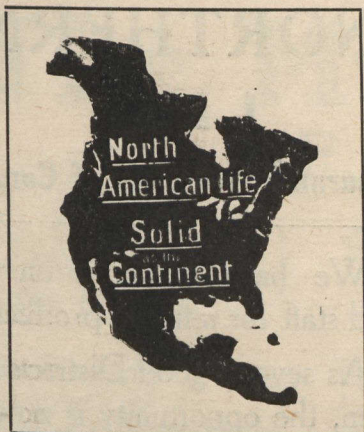 North
American Life
Solid
as the
Continent